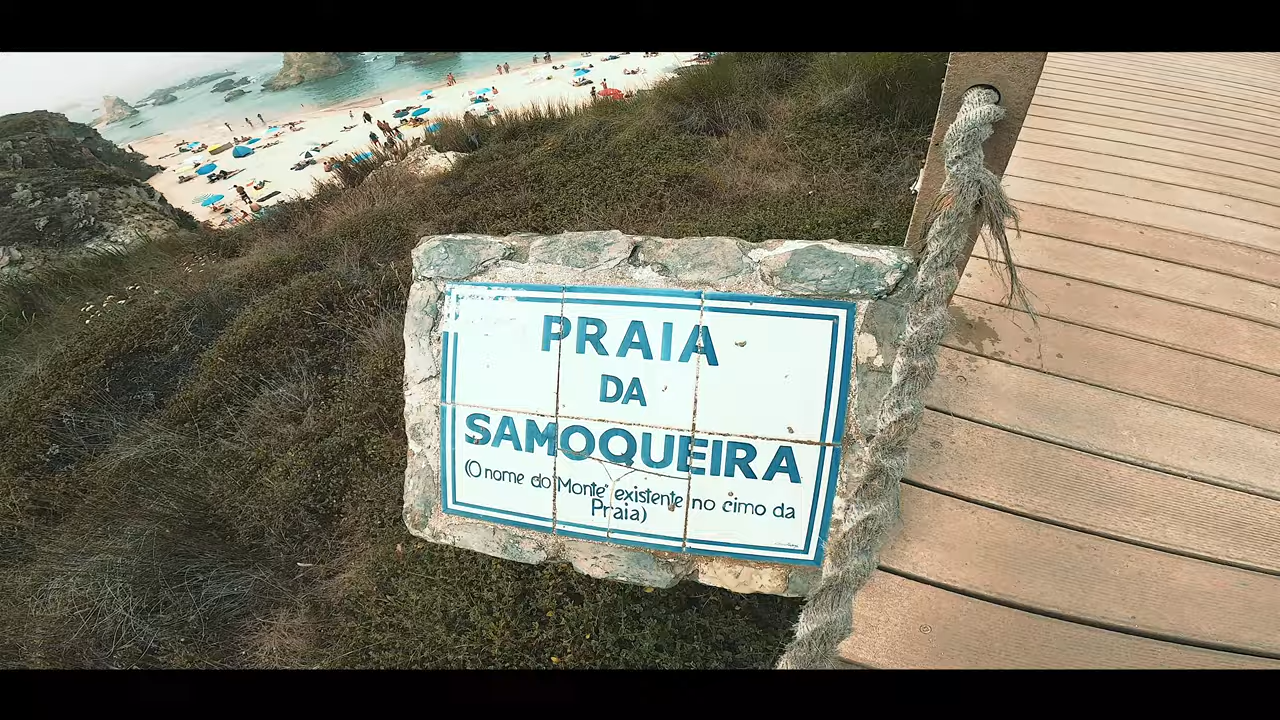 PRAIA
DA
SAMOQUEIRA
(O nome do "Monte" existente no cimo da
Praia)